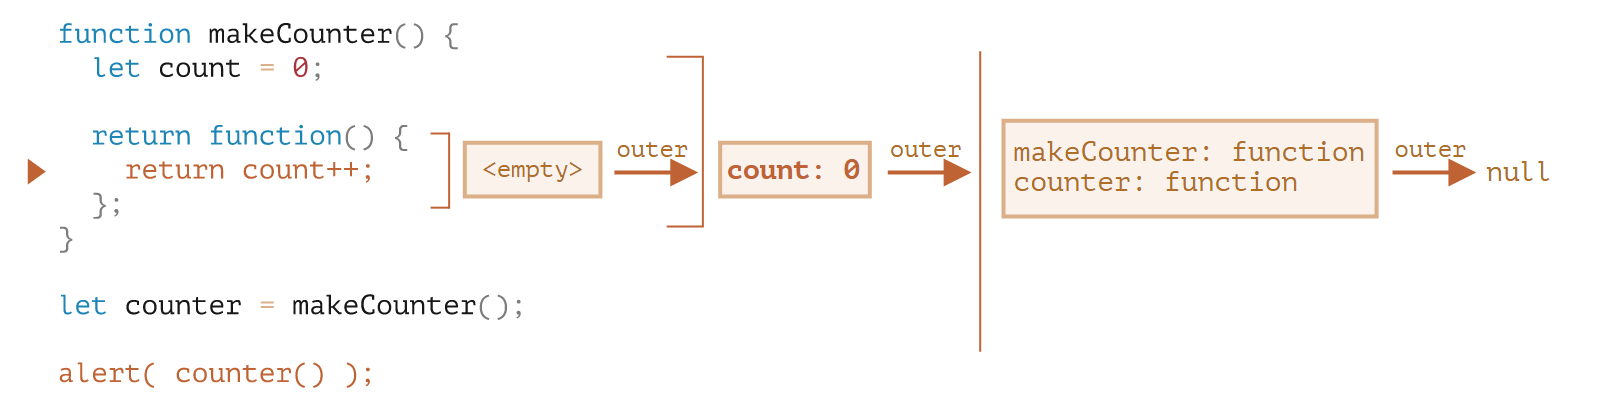 function makeCounter() {
let count = 0;
return function() {
return count++;
};
}
let counter = makeCounter();
alert( counter() );
<empty>
outer
count: 0
outer
makeCounter: function
counter: function
outer
null